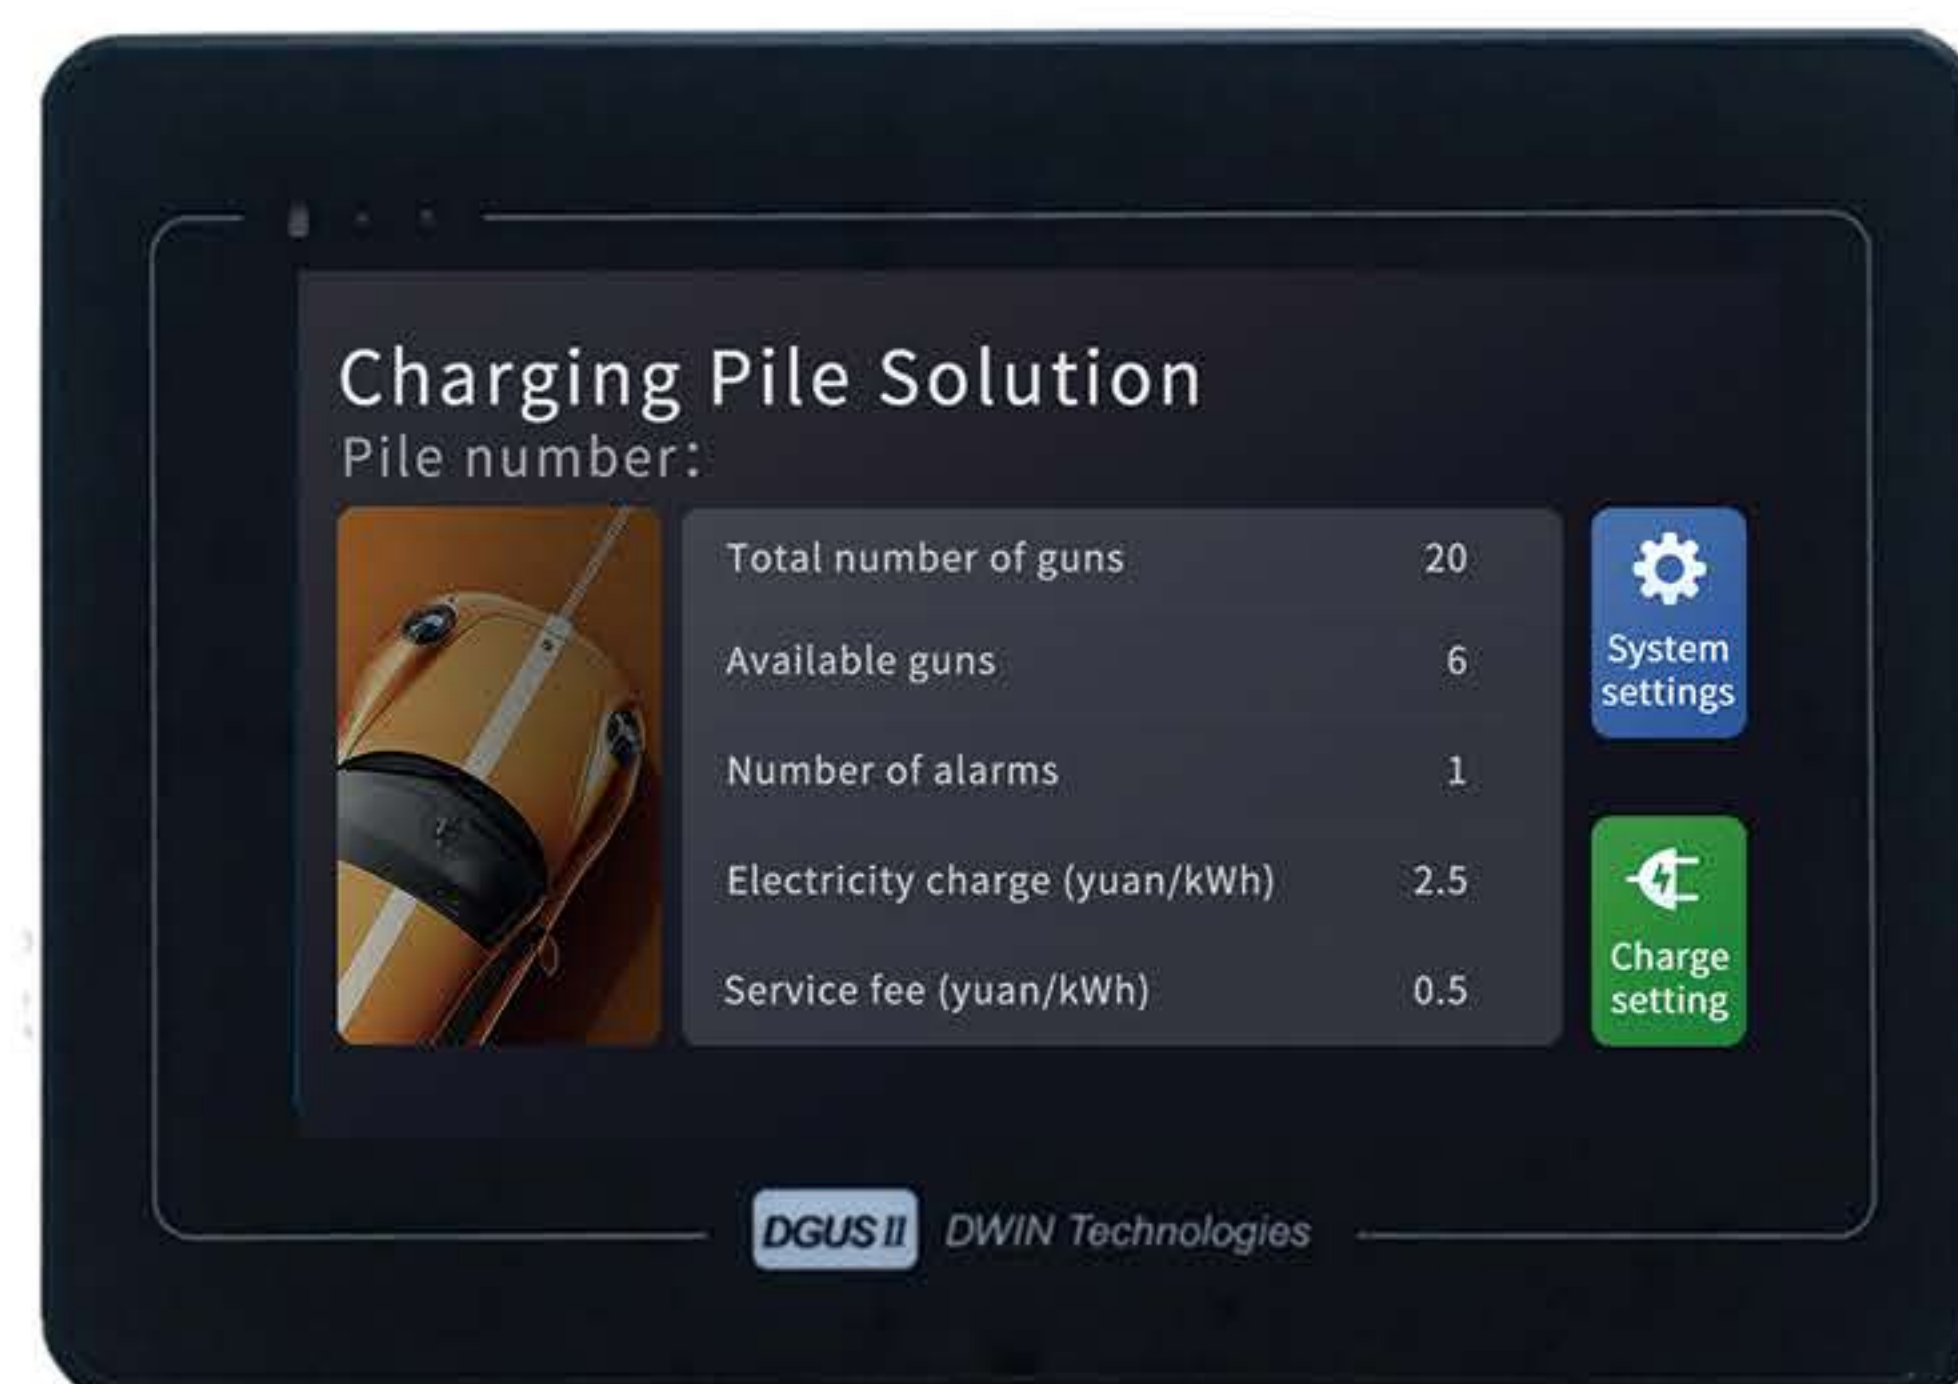 Charging Pile Solution
Pile number:
Total number of guns 20
Available guns 6
Number of alarms 1
Electricity charge (yuan/kWh) 2.5
Service fee (yuan/kWh) 0.5
System
settings
Charge
setting
DGUS II DWIN Technologies